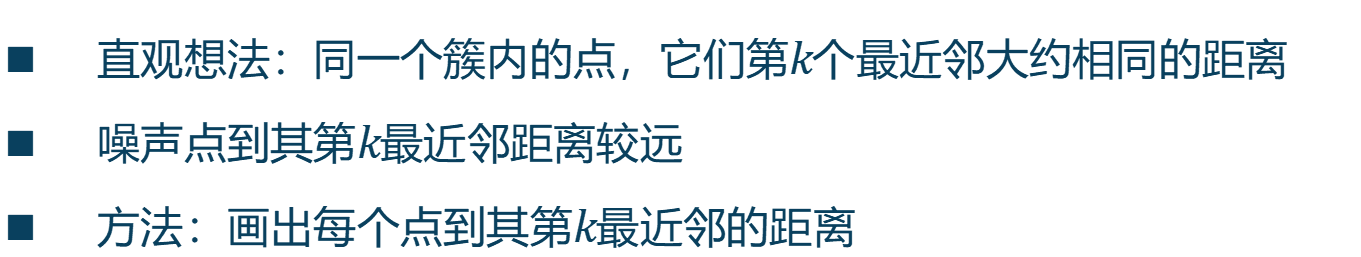 ■ 直观想法：同一个簇内的点，它们第k个最近邻大约相同的距离
■ 噪声点到其第k最近邻距离较远
■ 方法：画出每个点到其第k最近邻的距离